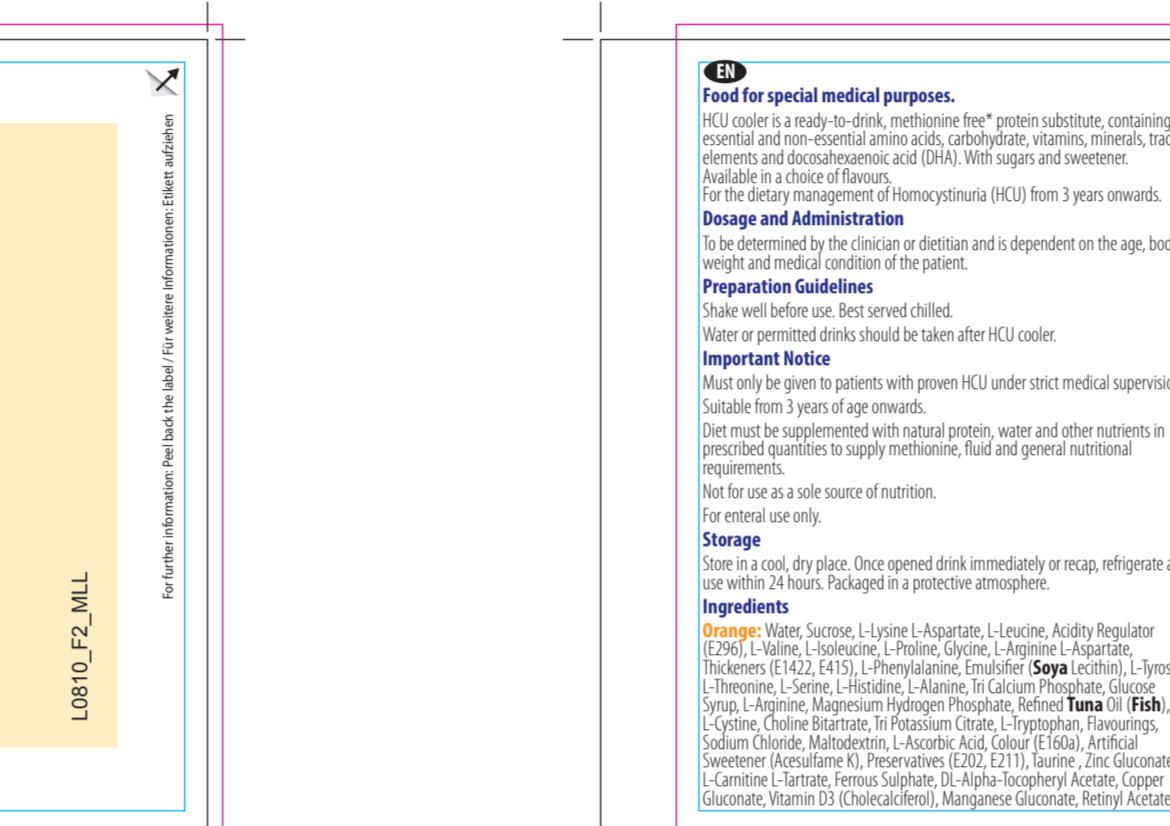 L0810_F2_MLL
For further information: Peel back the label / Für weitere Informationen: Etikett aufziehen
EN
Food for special medical purposes.
HCU cooler is a ready-to-drink, methionine free* protein substitute, containing
essential and non-essential amino acids, carbohydrate, vitamins, minerals,
elements and docosahexaenoic acid (DHA). With sugars and sweetener.
Available in a choice of flavours.
For the dietary management of Homocystinuria (HCU) from 3 years onwards.
Dosage and Administration
To be determined by the clinician or dietitian and is dependent on the age,
weight and medical condition of the patient.
Preparation Guidelines
Shake well before use. Best served chilled.
Water or permitted drinks should be taken after HCU cooler.
Important Notice
Must only be given to patients with proven HCU under strict medical
Suitable from 3 years of age onwards.
Diet must be supplemented with natural protein, water and other nutrients in
prescribed quantities to supply methionine, fluid and general nutritional
requirements.
Not for use as a sole source of nutrition.
For enteral use only.
Storage
Store in a cool, dry place. Once opened drink immediately or recap, refrigerate
use within 24 hours. Packaged in a protective atmosphere.
Ingredients
Orange: Water, Sucrose, L-Lysine L-Aspartate, L-Leucine, Acidity Regulator
(E296), L-Valine, L-Isoleucine, L-Proline, Glycine, L-Arginine L-Aspartate,
Thickeners (E1422, E415), L-Phenylalanine, Emulsifier (Soya Lecithin),
L-Threonine, L-Serine, L-Histidine, L-Alanine, Tri Calcium Phosphate, Glucose
Syrup, L-Arginine, Magnesium Hydrogen Phosphate, Refined Tuna Oil (Fish),
L-Cystine, Choline Bitartrate, Tri Potassium Citrate, L-Tryptophan, Flavourings,
Sodium Chloride, Maltodextrin, L-Ascorbic Acid, Colour (E160a), Artificial
Sweetener (Acesulfame K), Preservatives (E202, E211), Taurine , Zinc Gluconate
L-Carnitine L-Tartrate, Ferrous Sulphate, DL-Alpha-Tocopheryl Acetate, Copper
Gluconate, Vitamin D3 (Cholecalciferol), Manganese Gluconate, Retinyl Acetate